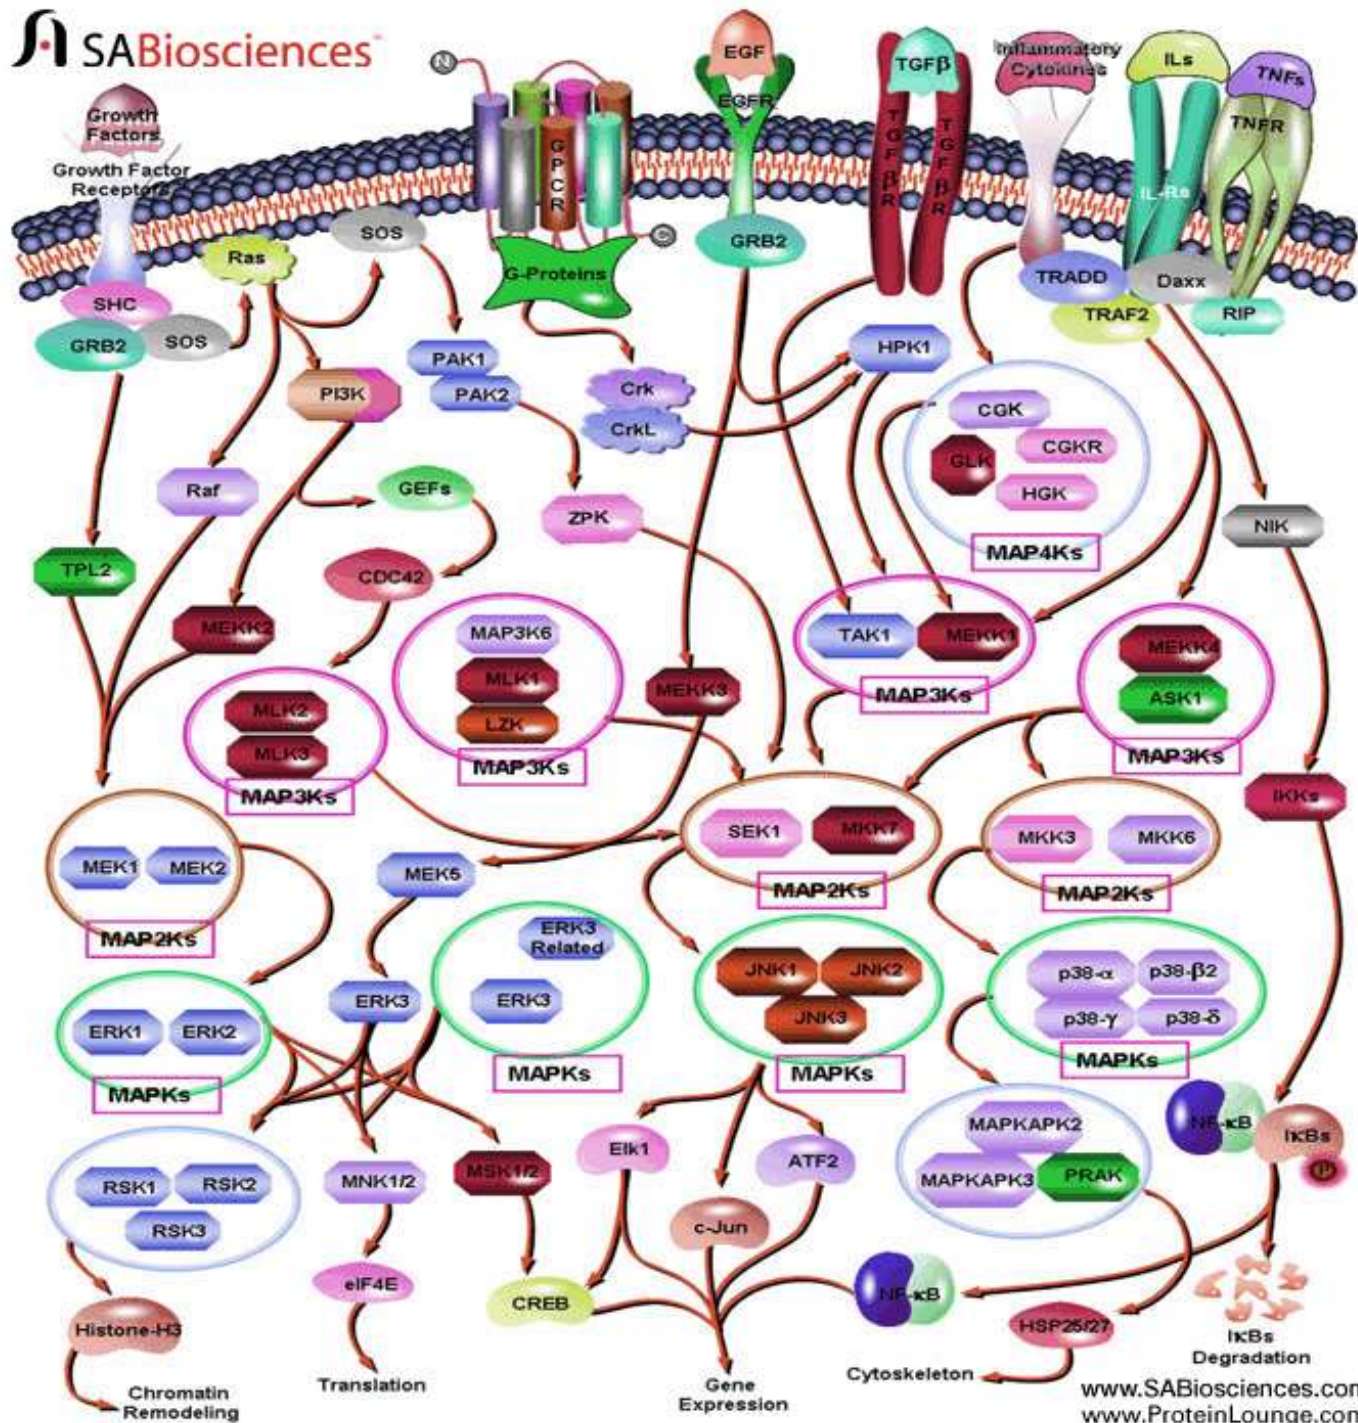 SABiosciences
Growth
Factors
Growth Factor
Receptors
N
GPCR
G-Proteins
C
EGF
EGFR
GRB2
TGFβ
TGFβR
TGFβR
Inflammatory
Cytokines
ILs
IL-Rs
TNFs
TNFR
SOS
Ras
SHC
GRB2
SOS
TRADD
Daxx
TRAF2
RIP
PAK1
PAK2
PI3K
Crk
CrkL
HPK1
CGK
CGKR
GLK
HGK
MAP4Ks
Raf
GEFs
ZPK
NIK
TPL2
CDC42
MEKK2
MAP3K6
MLK1
LZK
MAP3Ks
MEKK3
TAK1
MEKK1
MAP3Ks
MEKK4
ASK1
MAP3Ks
MLK2
MLK3
MAP3Ks
IKKs
MEK1
MEK2
MAP2Ks
MEK5
SEK1
MKK7
MAP2Ks
MKK3
MKK6
MAP2Ks
ERK3
Related
ERK3
MAPKs
ERK1
ERK2
MAPKs
ERK3
JNK1
JNK2
JNK3
MAPKs
p38-α
p38-β2
p38-γ
p38-δ
MAPKs
NF-κB
IκBs
P
RSK1
RSK2
RSK3
MNK1/2
MSK1/2
Elk1
ATF2
c-Jun
MAPKAPK2
MAPKAPK3
PRAK
eIF4E
CREB
NF-κB
HSP25/27
Histone-H3
IκBs
Degradation
Chromatin
Remodeling
Translation
Gene
Expression
Cytoskeleton
www.SABiosciences.com
www.ProteinLounge.com